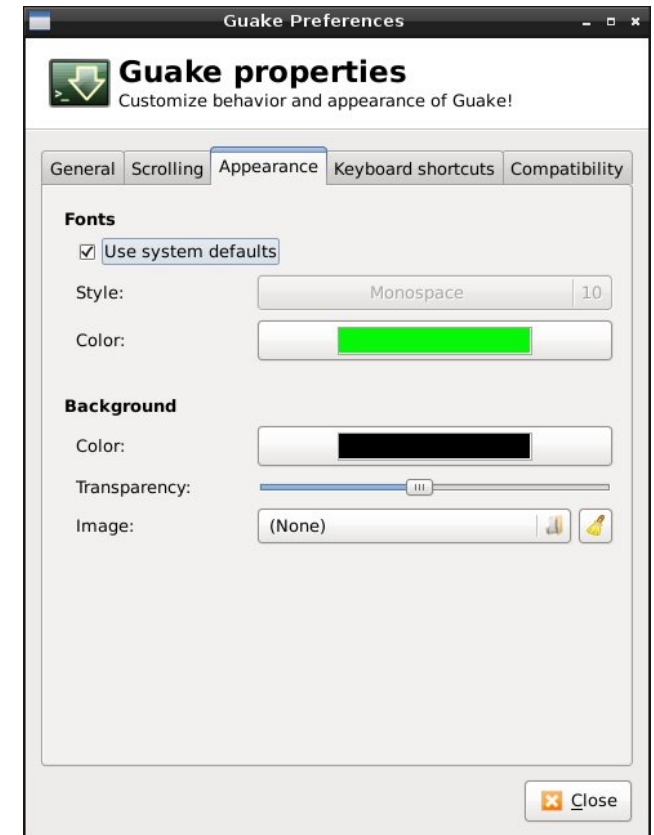 Guake Preferences
Guake properties
Customize behavior and appearance of Guake!
General Scrolling Appearance Keyboard shortcuts Compatibility
Fonts
Use system defaults
Style: Monospace 10
Color:
Background
Color:
Transparency:
Image: (None)
Close